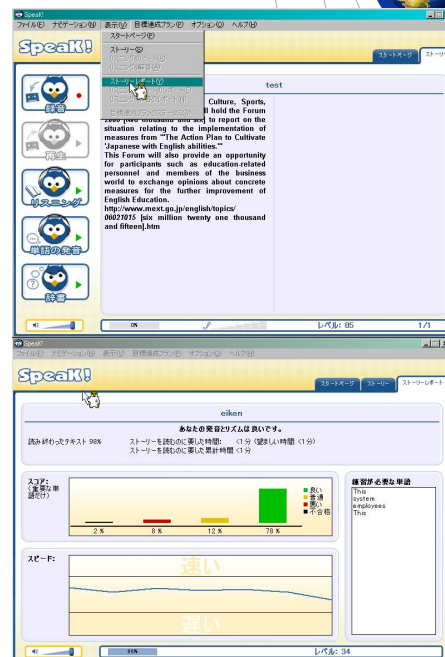 SpeaK!
ファイル(F) ナビゲーション(N) 表示(V) 目標達成プラン(P) オプション(O) ヘルプ(H)
スタートページ(P)
ストーリー(S)
ストーリーレポート(Y)
SpeaK!
スタートページ ストーリー
test
録音
再生
リスニング
単語の発音
辞書
Culture, Sports,
ll hold the Forum
2006 [two thousand and six] to report on the
situation relating to the implementation of
measures from "'The Action Plan to Cultivate
'Japanese with English abilities.'"
This Forum will also provide an opportunity
for participants such as education-related
personnel and members of the business
world to exchange opinions about concrete
measures for the further improvement of
English Education.
http://www.mext.go.jp/english/topics/
06021015 [six million twenty one thousand
and fifteen].htm
0% レベル: 85 1/1
SpeaK!
ファイル(F) ナビゲーション(N) 表示(V) 目標達成プラン(P) オプション(O) ヘルプ(H)
SpeaK!
スタートページ ストーリー ストーリーレポート
eiken
あなたの発音とリズムは良いです。
読み終わったテキスト 98% ストーリーを読むのに要した時間: <1 分 (望ましい時間 <1 分)
ストーリーを読むのに要した累計時間 <1 分
スコア:
(重要な単
語だけ)
良い
普通
悪い
不合格
2 % 8 % 12 % 78 %
練習が必要な単語
This
system
employees
This
スピード:
速い
遅い
98% レベル: 34